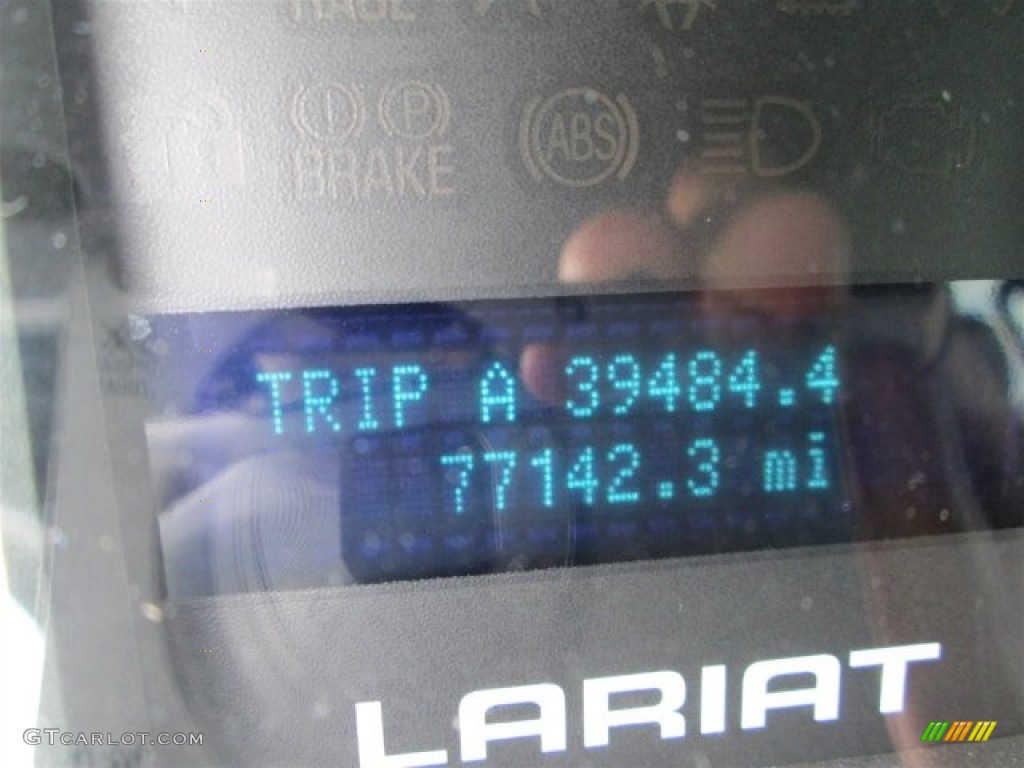 BRAKE
ABS
TRIP A 39484.4
77142.3 mi
LARIAT
GTCARLOT.COM